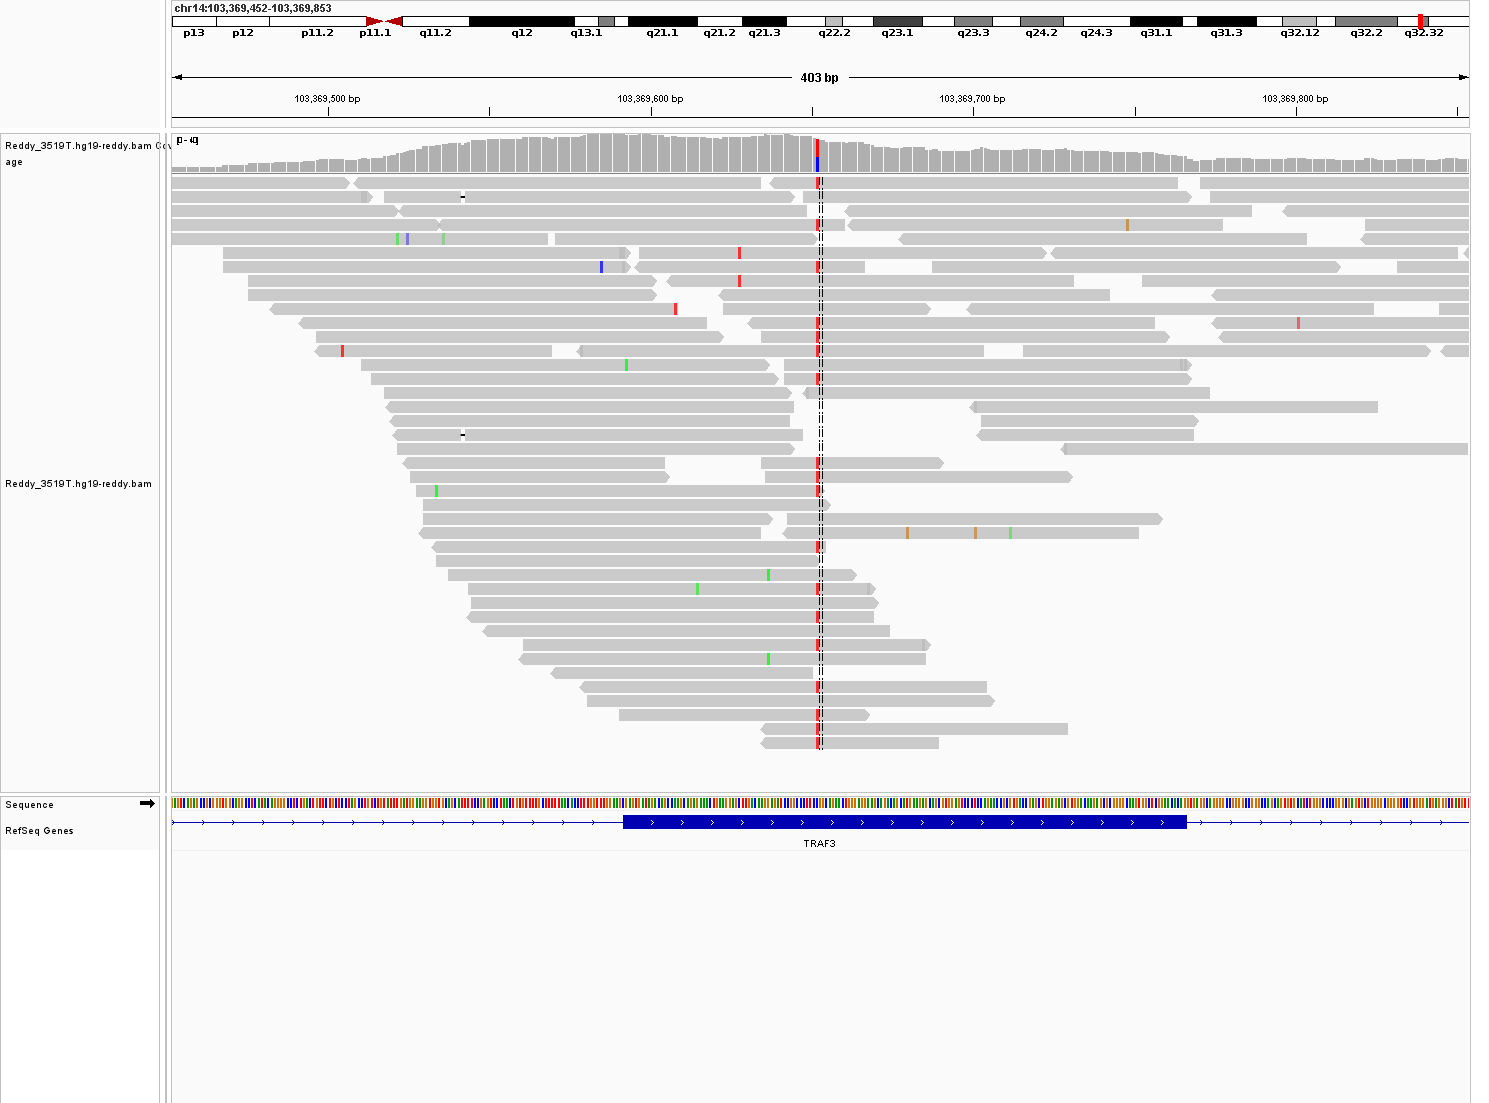 chr14:103,369,452-103,369,853
p13 p12 p11.2 p11.1 q11.2 q12 q13.1 q21.1 q21.2 q21.3 q22.2 q23.1 q23.3 q24.2 q24.3 q31.1 q31.3 q32.12 q32.2 q32.32
403 bp
103,369,500 bp 103,369,600 bp 103,369,700 bp 103,369,800 bp
Reddy_3519T.hg19-reddy.bam Cov
age
Reddy_3519T.hg19-reddy.bam
Sequence
RefSeq Genes
TRAF3